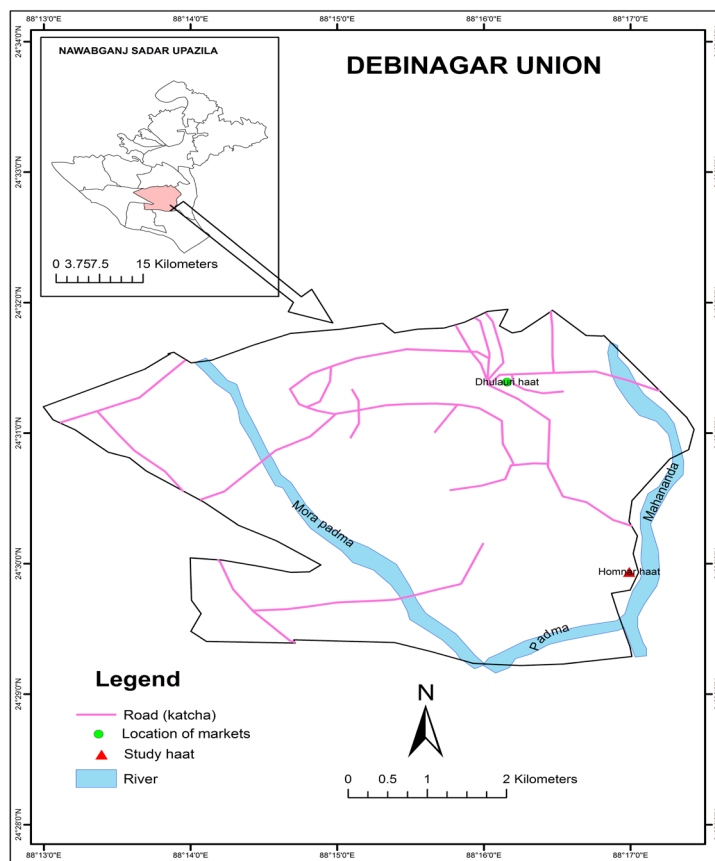 NAWABGANJ SADAR UPAZILA
DEBINAGAR UNION
0 3.757.5 15 Kilometers
Dhulauri haat
Mahananda
Mora padma
Homnar haat
Padma
Legend
Road (katcha)
Location of markets
Study haat
River
N
0 0.5 1 2 Kilometers
24°34'0"N
24°33'0"N
24°32'0"N
24°31'0"N
24°30'0"N
24°29'0"N
24°28'0"N
88°13'0"E
88°14'0"E
88°15'0"E
88°16'0"E
88°17'0"E